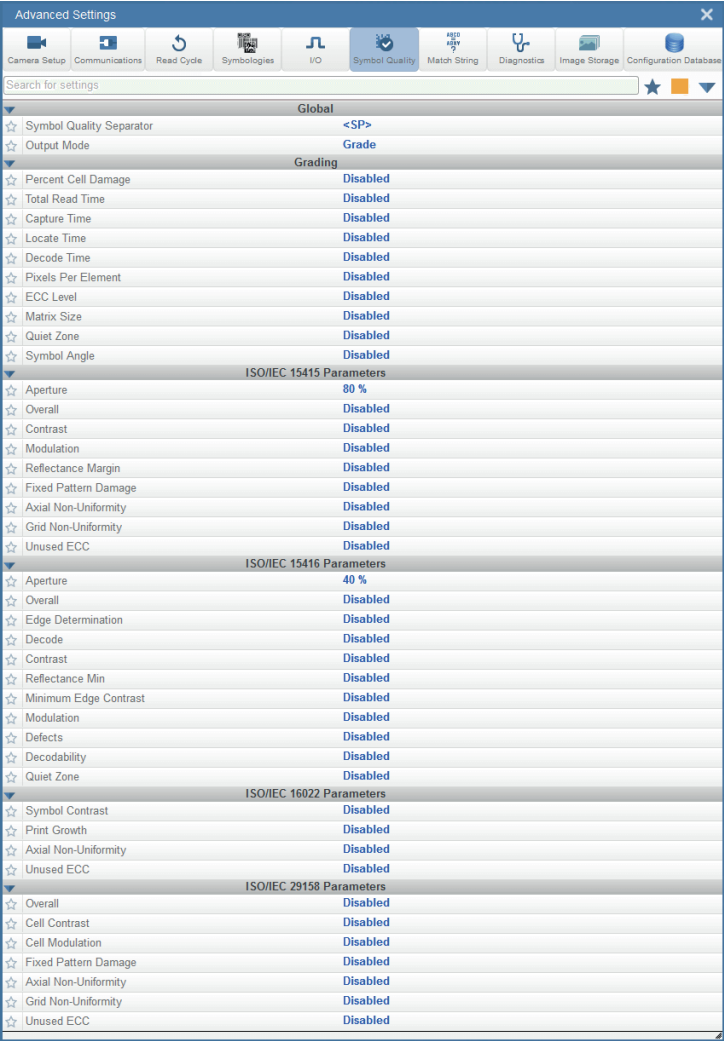 Advanced Settings
Camera Setup Communications Read Cycle Symbologies I/O Symbol Quality ABCD = ABXY ? Match String Diagnostics Image Storage Configuration Database
Search for settings
Global
Symbol Quality Separator <SP>
Output Mode Grade
Grading
Percent Cell Damage Disabled
Total Read Time Disabled
Capture Time Disabled
Locate Time Disabled
Decode Time Disabled
Pixels Per Element Disabled
ECC Level Disabled
Matrix Size Disabled
Quiet Zone Disabled
Symbol Angle Disabled
ISO/IEC 15415 Parameters
Aperture 80 %
Overall Disabled
Contrast Disabled
Modulation Disabled
Reflectance Margin Disabled
Fixed Pattern Damage Disabled
Axial Non-Uniformity Disabled
Grid Non-Uniformity Disabled
Unused ECC Disabled
ISO/IEC 15416 Parameters
Aperture 40 %
Overall Disabled
Edge Determination Disabled
Decode Disabled
Contrast Disabled
Reflectance Min Disabled
Minimum Edge Contrast Disabled
Modulation Disabled
Defects Disabled
Decodability Disabled
Quiet Zone Disabled
ISO/IEC 16022 Parameters
Symbol Contrast Disabled
Print Growth Disabled
Axial Non-Uniformity Disabled
Unused ECC Disabled
ISO/IEC 29158 Parameters
Overall Disabled
Cell Contrast Disabled
Cell Modulation Disabled
Fixed Pattern Damage Disabled
Axial Non-Uniformity Disabled
Grid Non-Uniformity Disabled
Unused ECC Disabled